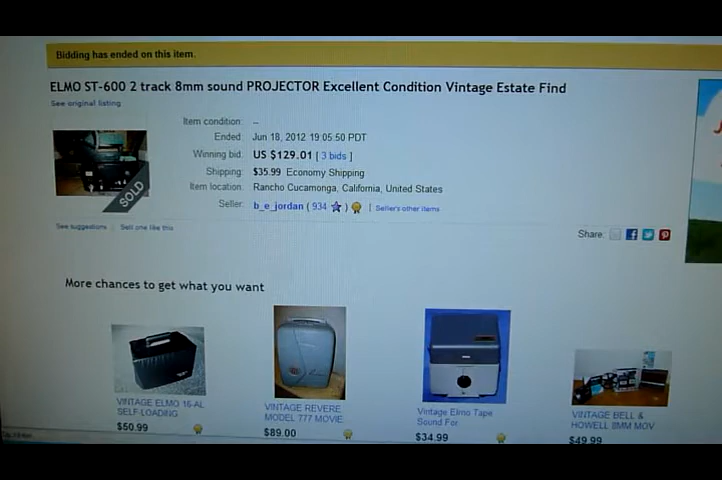 Bidding has ended on this item.
ELMO ST-600 2 track 8mm sound PROJECTOR Excellent Condition Vintage Estate Find
See original listing
Item condition: --
Ended: Jun 18, 2012 19:05:50 PDT
Winning bid: US $129.01 [ 3 bids ]
Shipping: $35.99 Economy Shipping
Item location: Rancho Cucamonga, California, United States
Seller: b_e_jordan ( 934 ) | Seller's other items
SOLD
See suggestions Sell one like this
Share:
More chances to get what you want
VINTAGE ELMO 16-AL
SELF-LOADING
$50.99
VINTAGE REVERE
MODEL 777 MOVIE
$89.00
Vintage Elmo Tape
Sound For
$34.99
VINTAGE BELL &
HOWELL 8MM MOV
$49.99